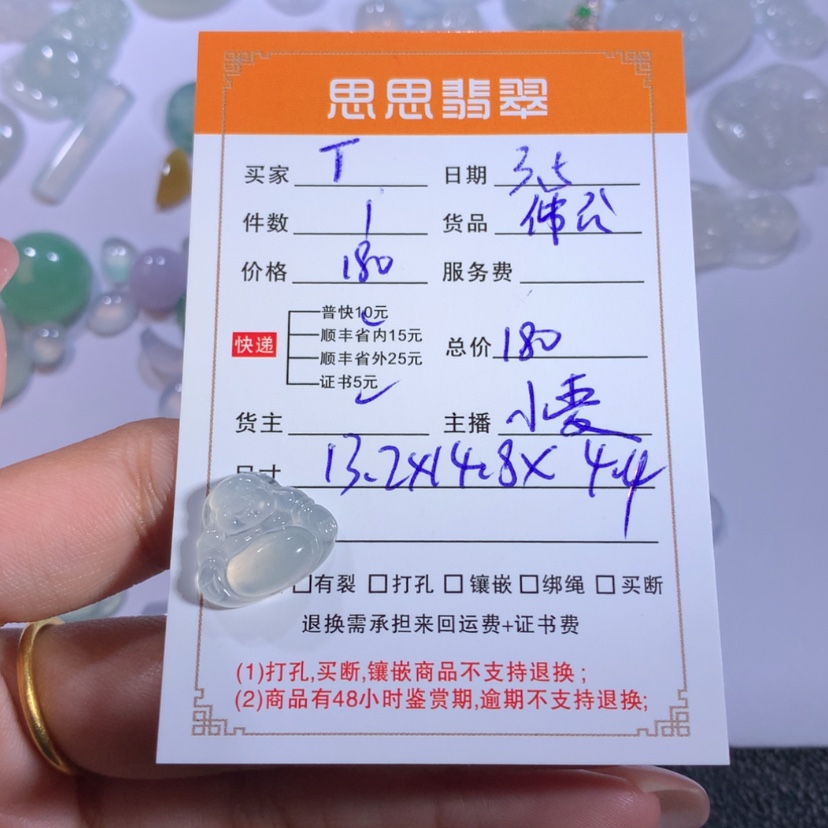 思思翡翠
买家 T 日期 3.5
件数 1 货品 佛公
价格 180 服务费
快递
普快10元
顺丰省内15元
顺丰省外25元
证书5元
总价 180
货主 主播 小麦
尺寸 13.2x14.8x4.4
有裂 打孔 镶嵌 绑绳 买断
退换需承担来回运费+证书费
(1)打孔,买断,镶嵌商品不支持退换;
(2)商品有48小时鉴赏期,逾期不支持退换;